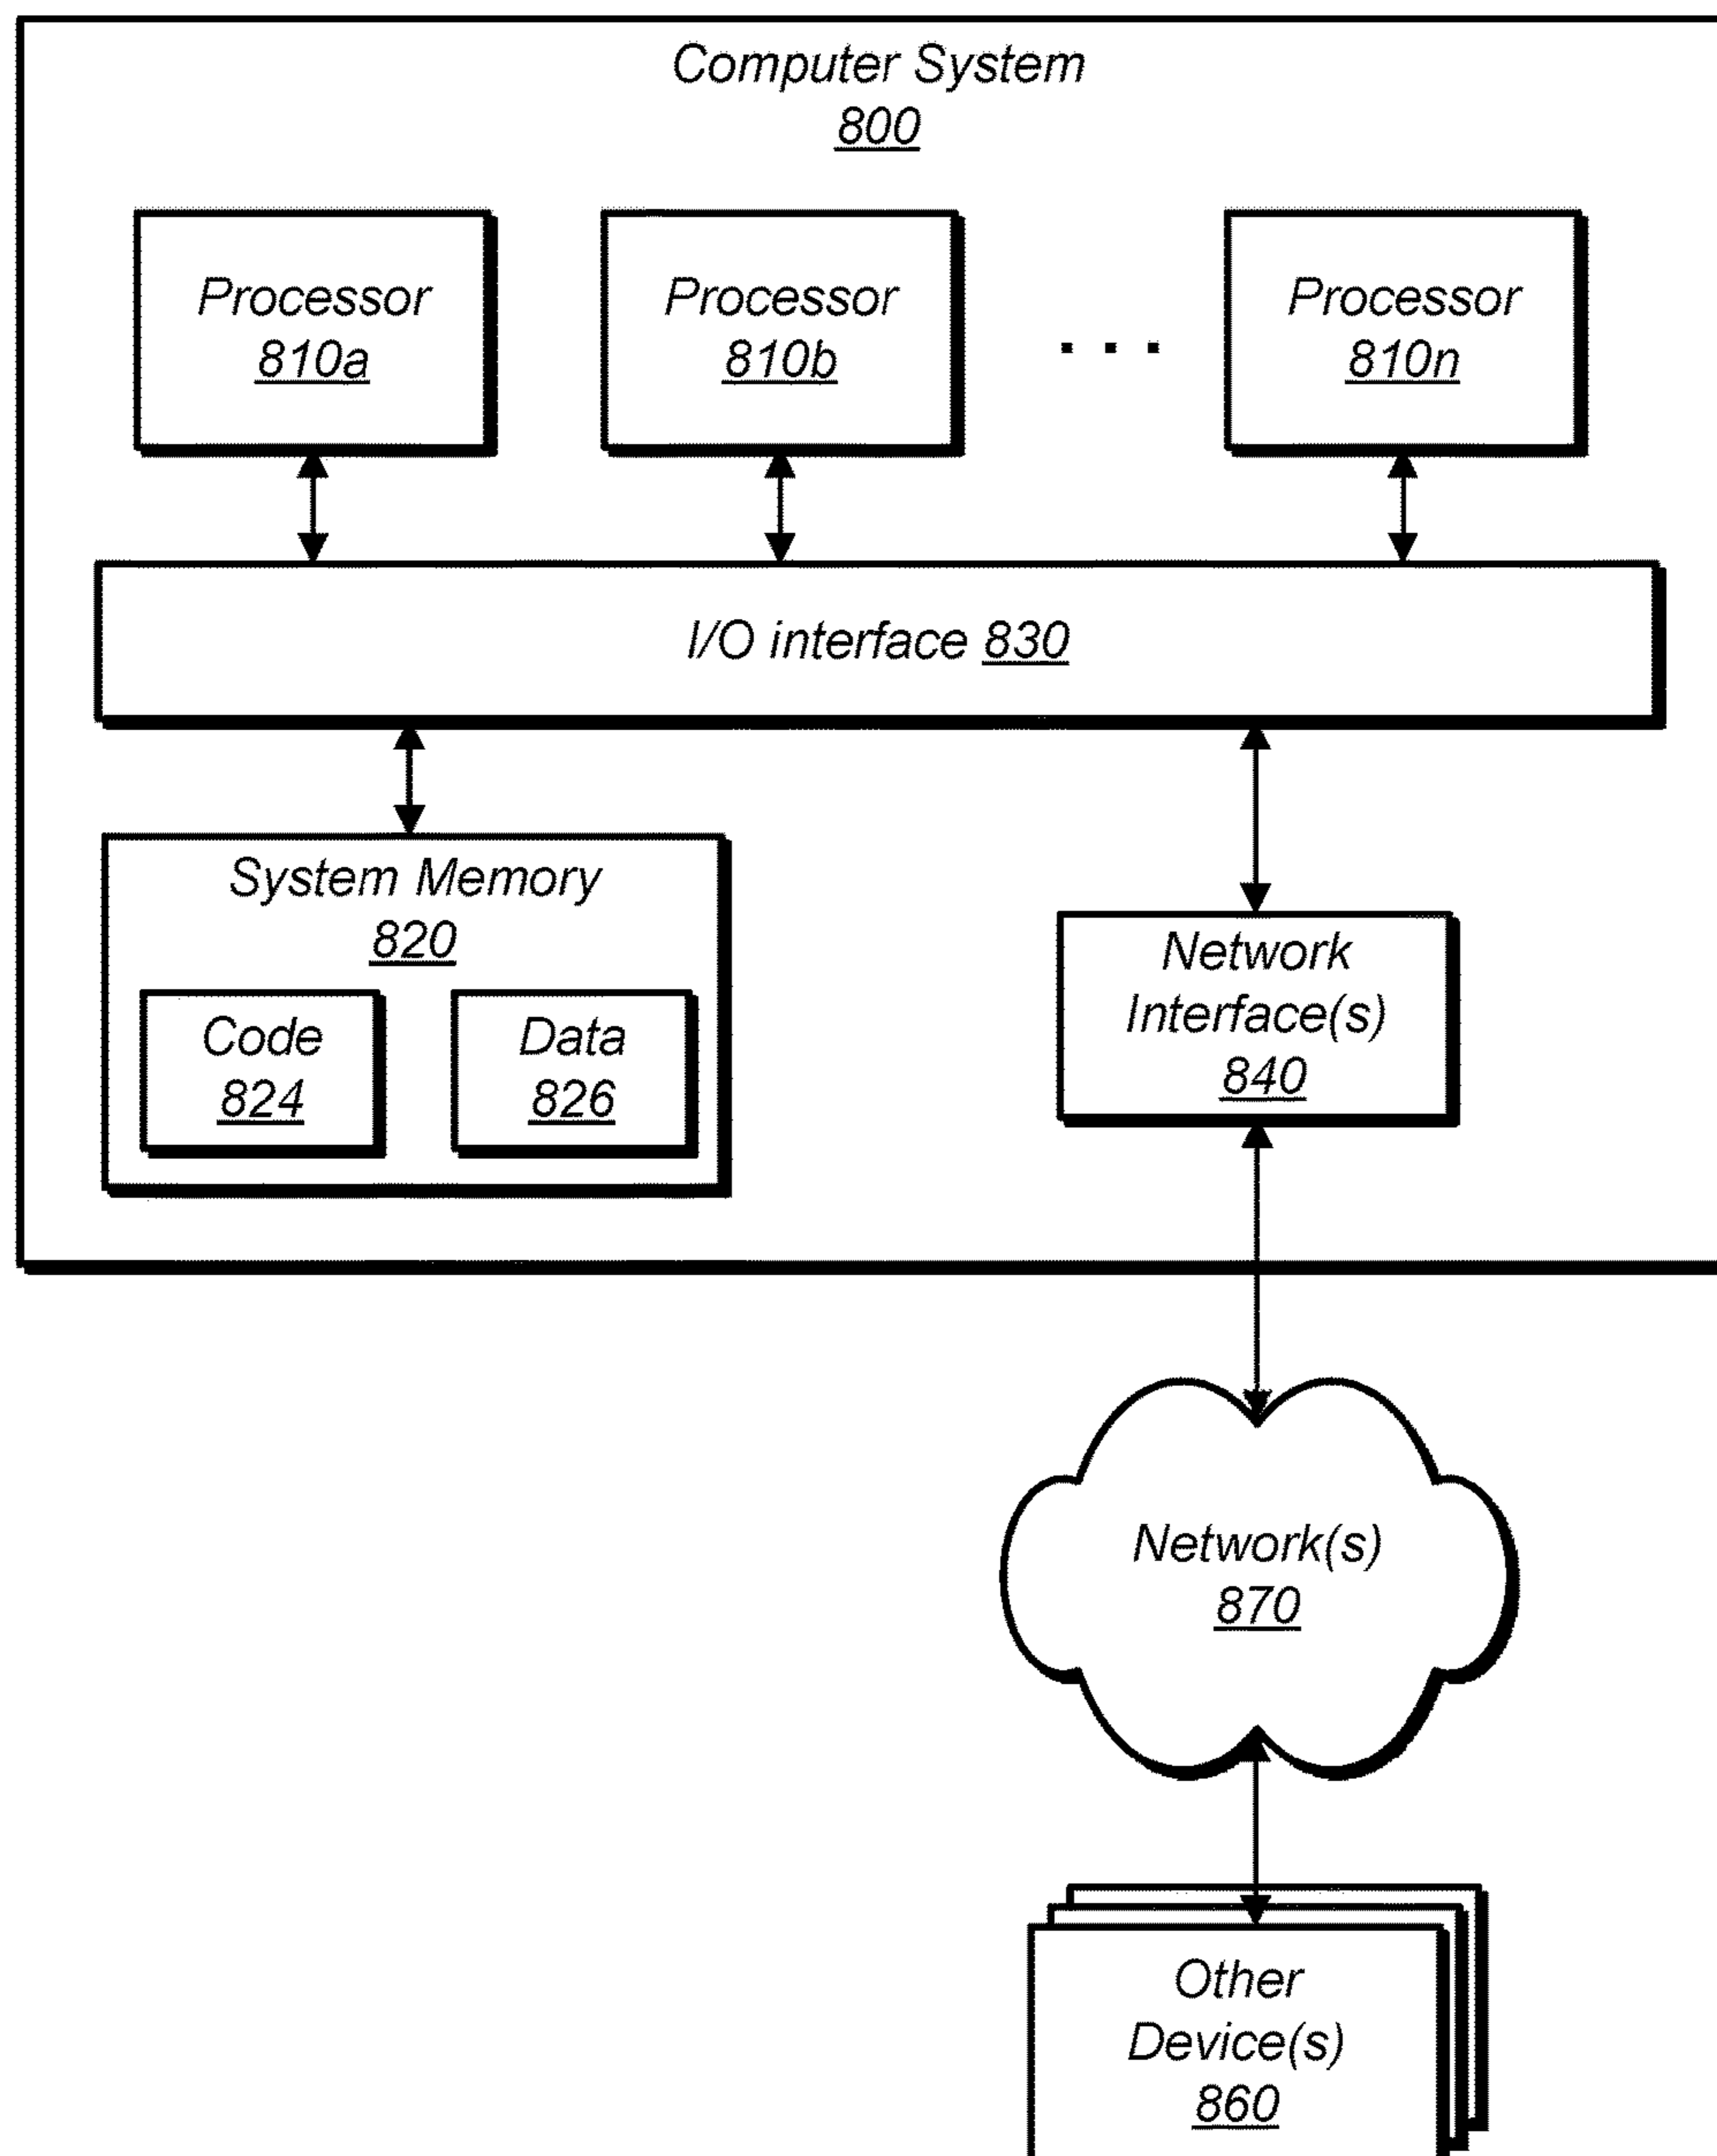 Computer System
800
Processor
810a
Processor
810b
. . .
Processor
810n
I/O interface 830
System Memory
820
Code
824
Data
826
Network
Interface(s)
840
Network(s)
870
Other
Device(s)
860